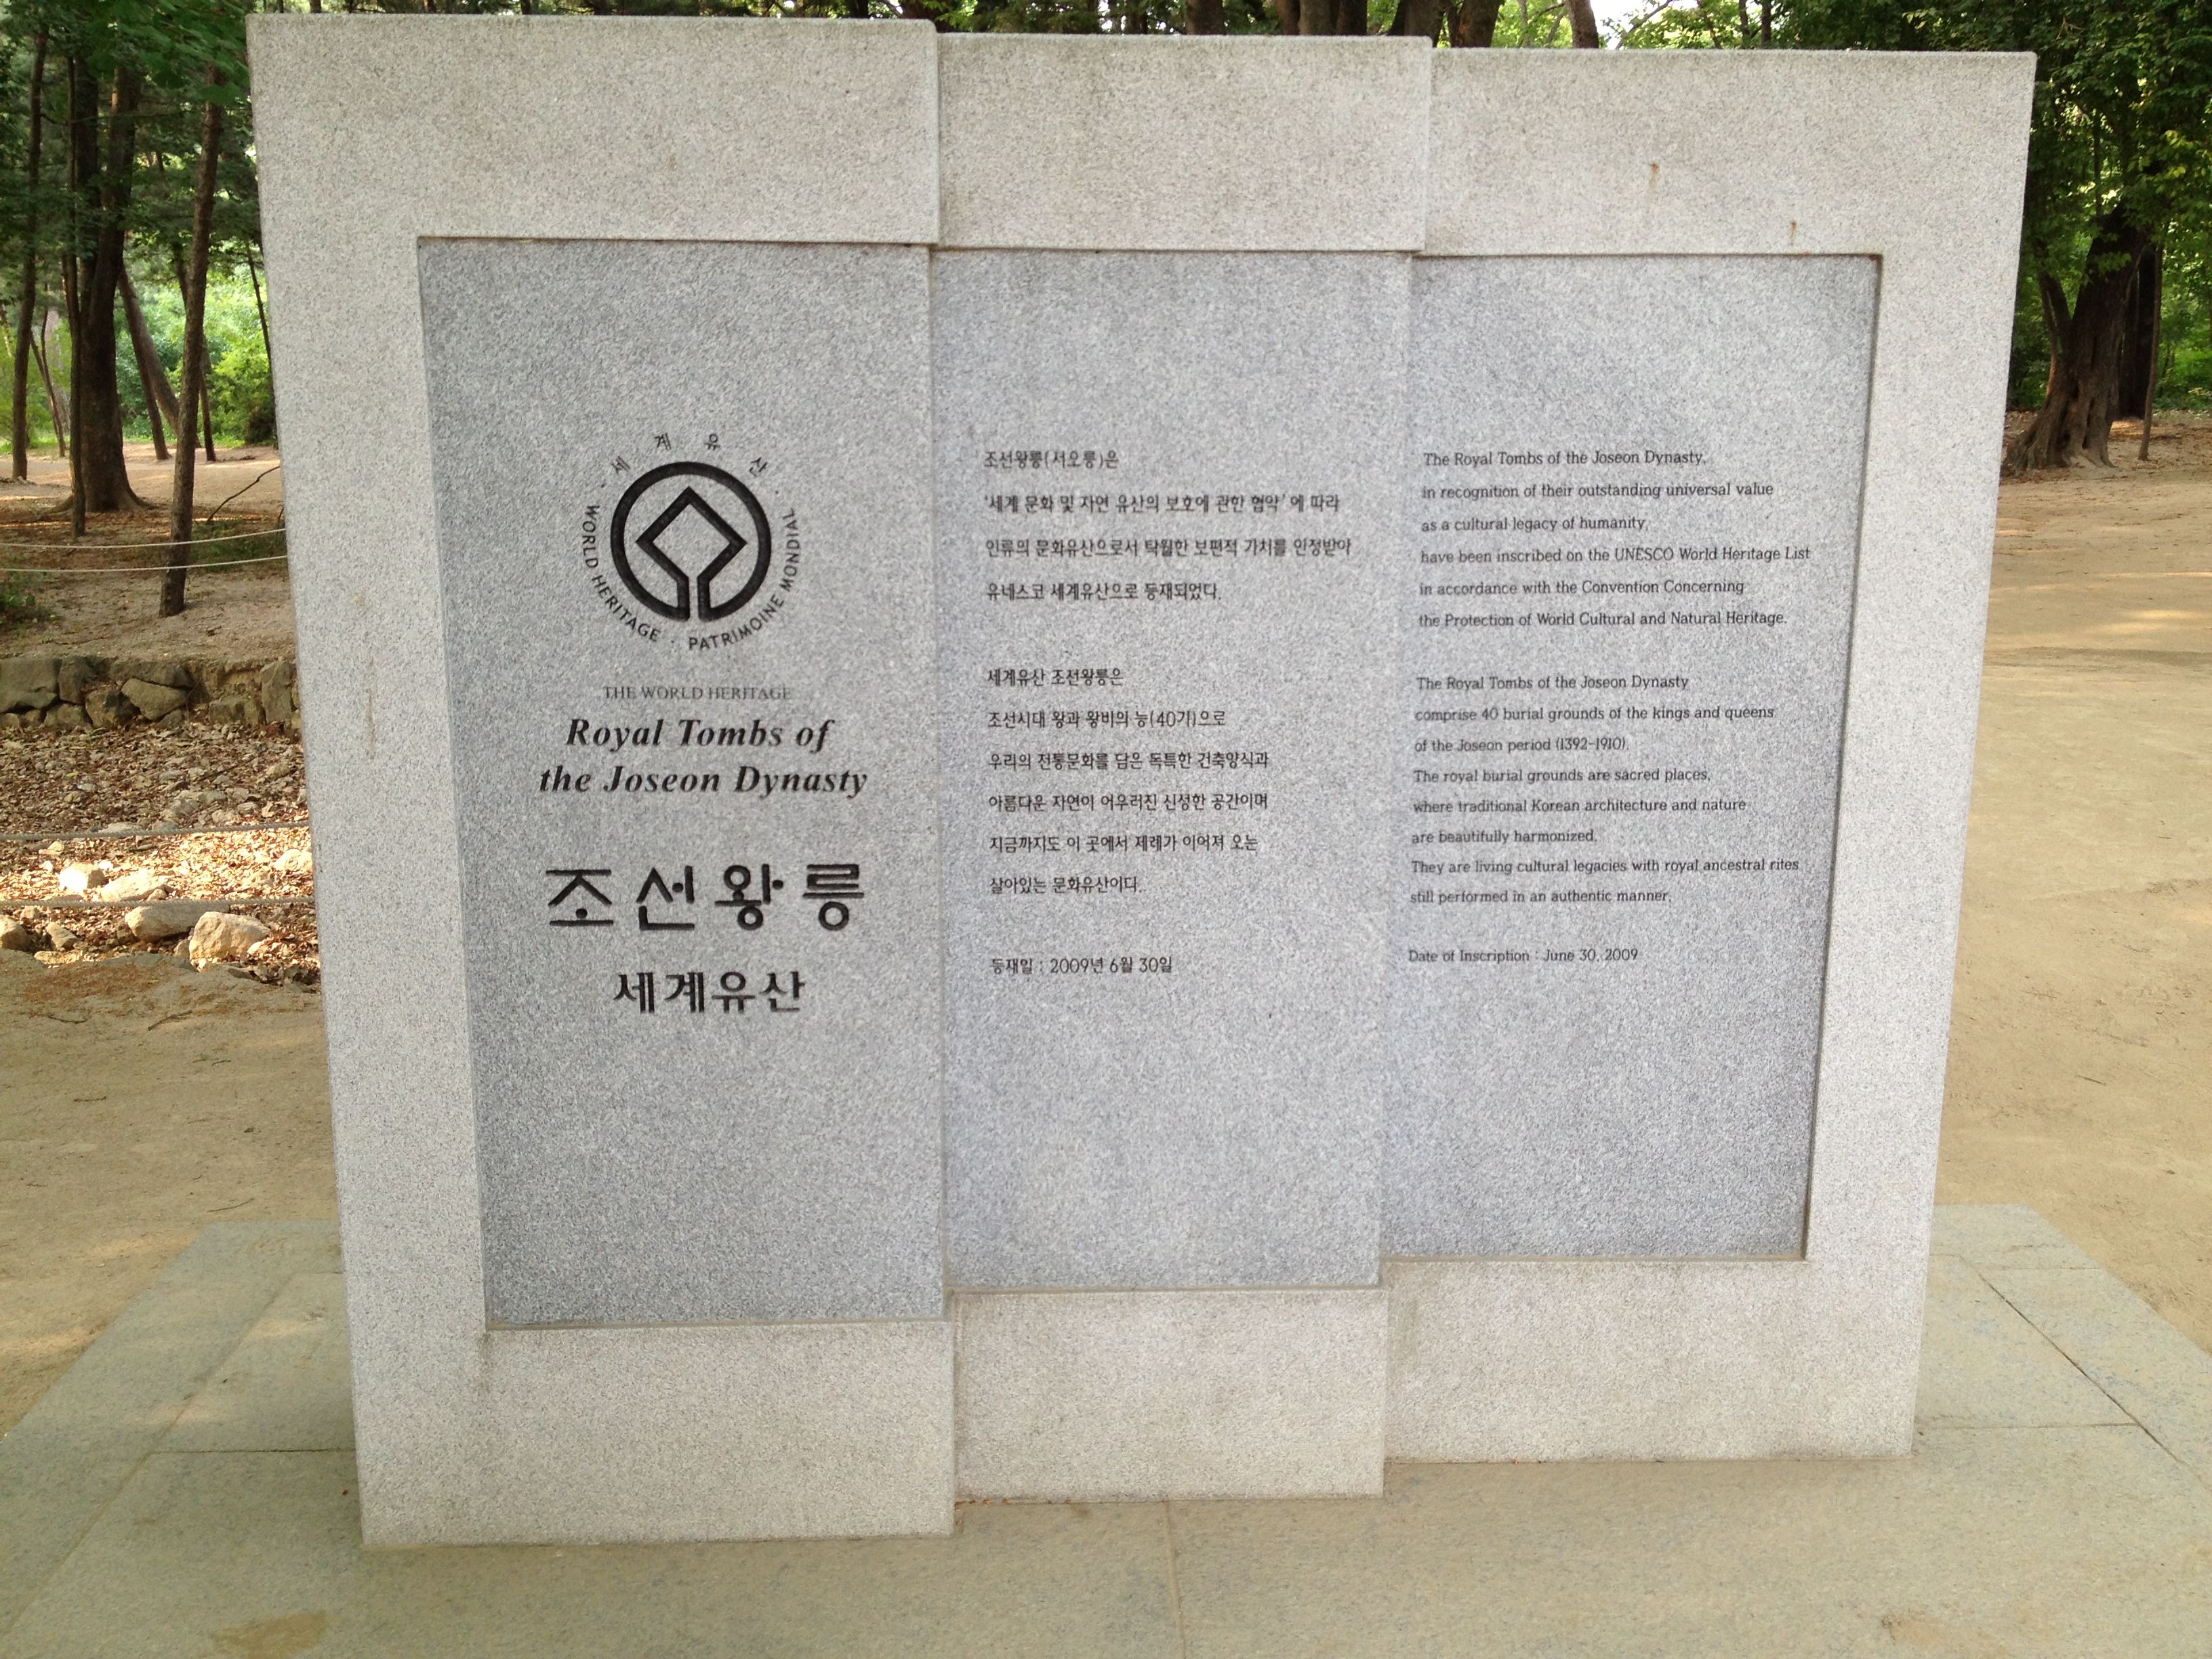 · 세 계 유 산 ·
WORLD HERITAGE · PATRIMOINE MONDIAL
THE WORLD HERITAGE
Royal Tombs of
the Joseon Dynasty
조선왕릉
세계유산
조선왕릉(서오릉)은
'세계 문화 및 자연 유산의 보호에 관한 협약' 에 따라
인류의 문화유산으로서 탁월한 보편적 가치를 인정받아
유네스코 세계유산으로 등재되었다.
세계유산 조선왕릉은
조선시대 왕과 왕비의 능(40기)으로
우리의 전통문화를 담은 독특한 건축양식과
아름다운 자연이 어우러진 신성한 공간이며
지금까지도 이 곳에서 제례가 이어져 오는
살아있는 문화유산이다..
등재일 : 2009년 6월 30일
The Royal Tombs of the Joseon Dynasty,
in recognition of their outstanding universal value
as a cultural legacy of humanity,
have been inscribed on the UNESCO World Heritage List
in accordance with the Convention Concerning
the Protection of World Cultural and Natural Heritage.
The Royal Tombs of the Joseon Dynasty
comprise 40 burial grounds of the kings and queens
of the Joseon period (1392-1910).
The royal burial grounds are sacred places,
where traditional Korean architecture and nature
are beautifully harmonized.
They are living cultural legacies with royal ancestral rites
still performed in an authentic manner.
Date of Inscription : June 30, 2009